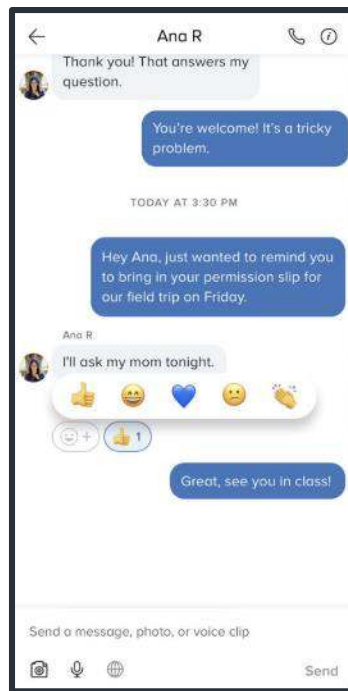 Ana R
Thank you! That answers my
question.
You're welcome! It's a tricky
problem.
TODAY AT 3:30 PM
Hey Ana, just wanted to remind you
to bring in your permission slip for
our field trip on Friday.
Ana R
I'll ask my mom tonight.
1
Great, see you in class!
Send a message, photo, or voice clip
Send